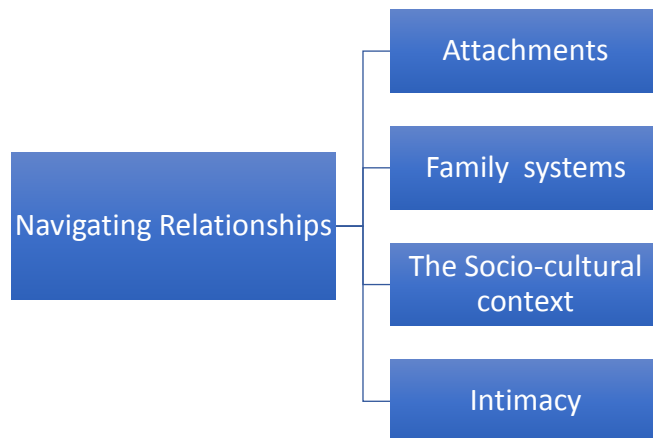 Navigating Relationships
Attachments
Family  systems
The Socio-cultural
context
Intimacy